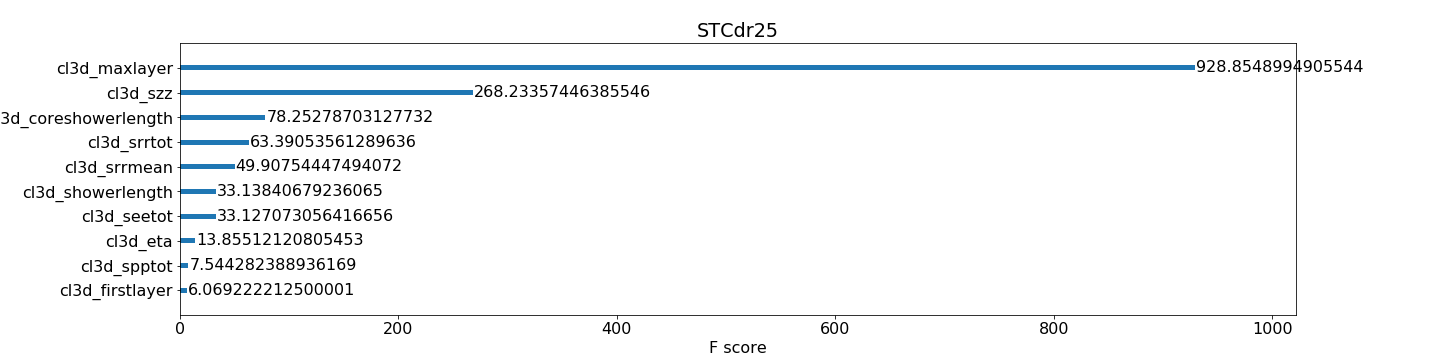 STCdr25
cl3d_maxlayer 928.8548994905544
cl3d_szz 268.23357446385546
3d_coreshowerlength 78.25278703127732
cl3d_srrtot 63.39053561289636
cl3d_srrmean 49.90754447494072
cl3d_showerlength 33.13840679236065
cl3d_seetot 33.127073056416656
cl3d_eta 13.85512120805453
cl3d_spptot 7.544282388936169
cl3d_firstlayer 6.069222212500001
0 200 400 600 800 1000
F score